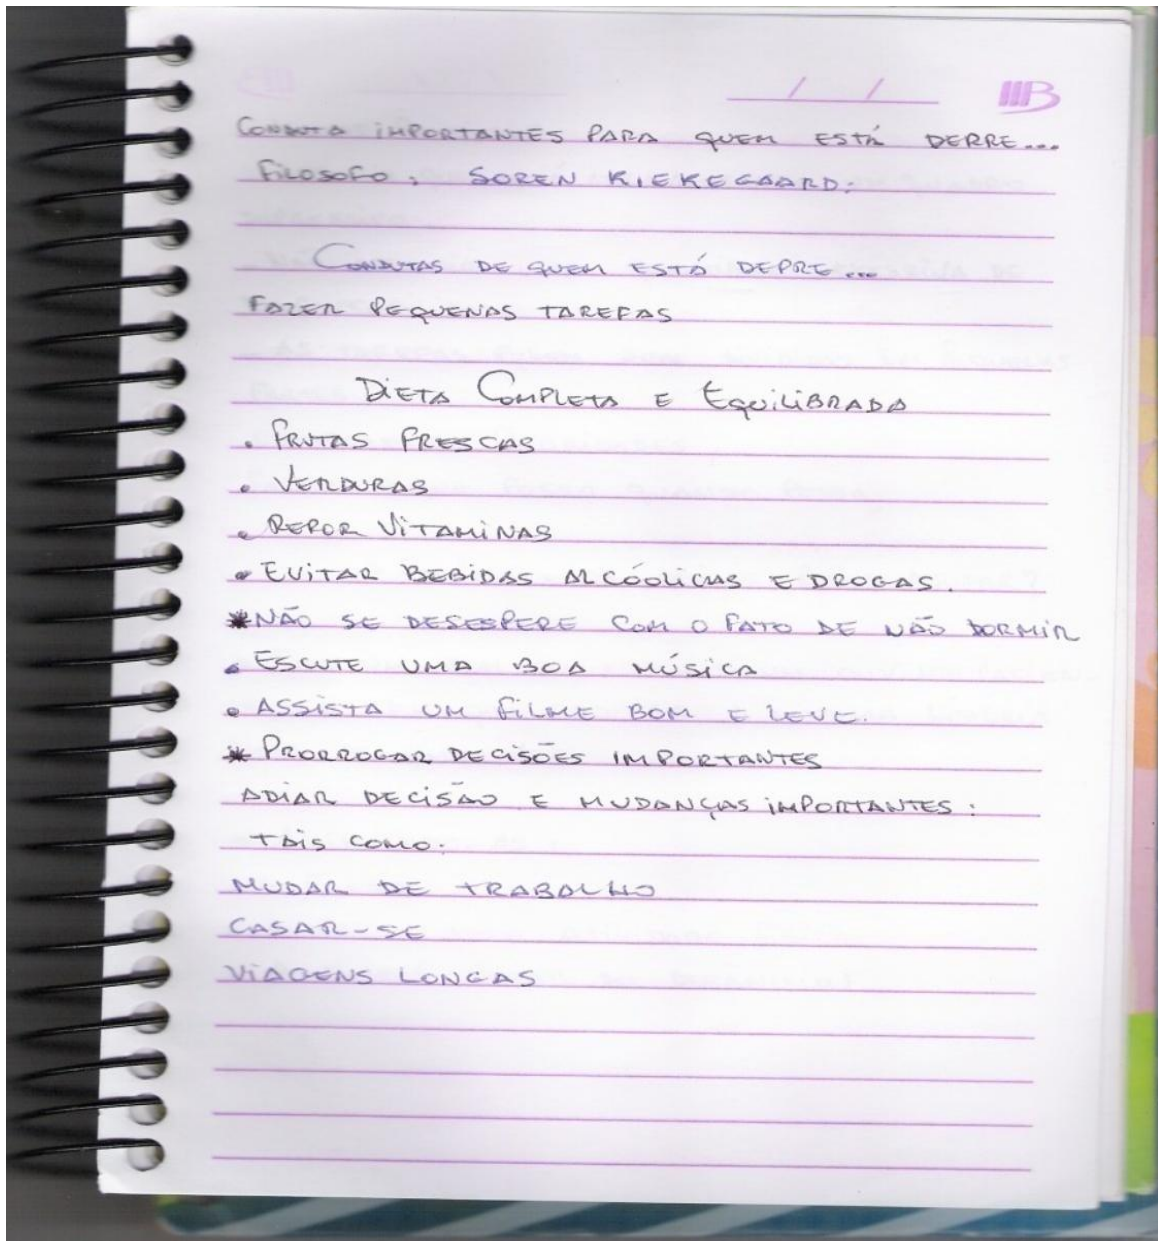 CONDUTA IMPORTANTES PARA QUEM ESTÁ DEPRE...
FILOSOFO: SOREN KIEKEGAARD.
CONDUTAS DE QUEM ESTÁ DEPRE...
FAZER PEQUENAS TAREFAS
DIETA COMPLETA E EQUILIBRADA
• FRUTAS FRESCAS
• VERDURAS
• REPOR VITAMINAS
• EVITAR BEBIDAS ALCÓOLICAS E DROGAS.
*NÃO SE DESESPERE COM O FATO DE NÃO DORMIR
• ESCUTE UMA BOA MÚSICA
• ASSISTA UM FILME BOM E LEVE.
* PRORROGAR DECISÕES IMPORTANTES
ADIAR DECISÃO E MUDANÇAS IMPORTANTES:
TAIS COMO:
MUDAR DE TRABALHO
CASAR-SE
VIAGENS LONGAS